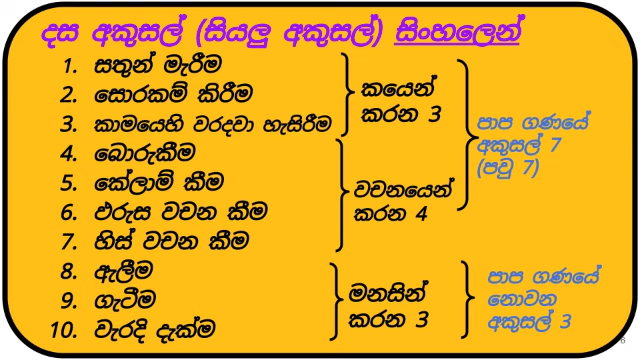 දස අකුසල් (සියලු අකුසල්) සිංහලෙන්
1. සතුන් මැරීම
2. සොරකම් කිරීම
3. කාමයෙහි වරදවා හැසිරීම
4. බොරුකීම
5. කේලාම් කීම
6. ඵරුස වචන කීම
7. හිස් වචන කීම
8. ඇලීම
9. ගැටීම
10. වැරදි දැක්ම
කයෙන්
කරන 3
වචනයෙන්
කරන 4
මනසින්
කරන 3
පාප ගණයේ
අකුසල් 7
(පවු 7)
පාප ගණයේ
නොවන
අකුසල් 3
6